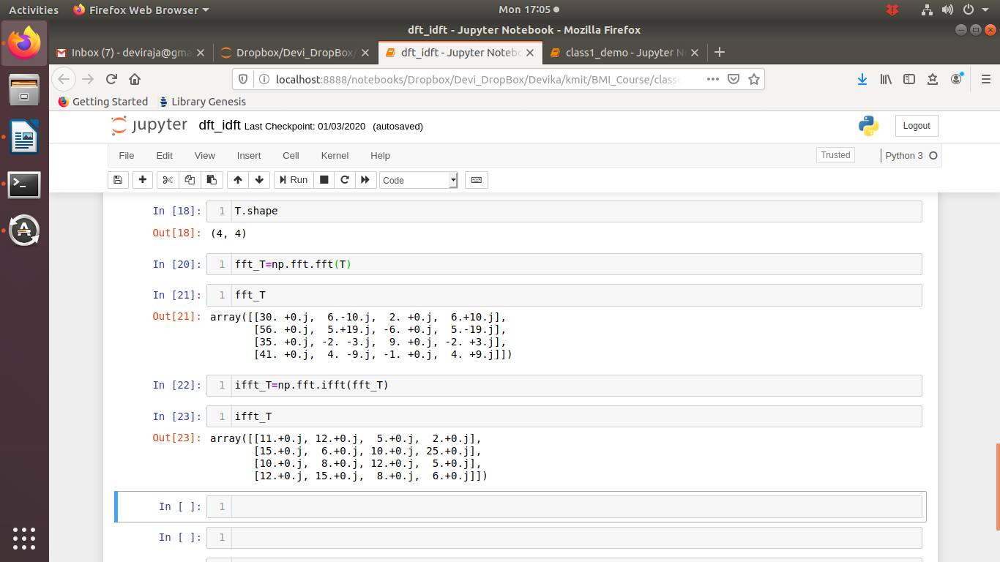 Activities Firefox Web Browser Mon 17:05
dft_idft - Jupyter Notebook - Mozilla Firefox
Inbox (7) - deviraja@gma Dropbox/Devi_DropBox/ dft_idft - Jupyter Notebo class1_demo - Jupyter N
localhost:8888/notebooks/Dropbox/Devi_DropBox/Devika/kmit/BMI_Course/classe
Getting Started Library Genesis
jupyter dft_idft Last Checkpoint: 01/03/2020 (autosaved) Logout
File Edit View Insert Cell Kernel Help Trusted Python 3
Run Code
In [18]: 1 T.shape
Out[18]: (4, 4)
In [20]: 1 fft_T=np.fft.fft(T)
In [21]: 1 fft_T
Out[21]: array([[30. +0.j,  6.-10.j,  2. +0.j,  6.+10.j],
[56. +0.j,  5.+19.j, -6. +0.j,  5.-19.j],
[35. +0.j, -2. -3.j,  9. +0.j, -2. +3.j],
[41. +0.j,  4. -9.j, -1. +0.j,  4. +9.j]])
In [22]: 1 ifft_T=np.fft.ifft(fft_T)
In [23]: 1 ifft_T
Out[23]: array([[11.+0.j, 12.+0.j,  5.+0.j,  2.+0.j],
[15.+0.j,  6.+0.j, 10.+0.j, 25.+0.j],
[10.+0.j,  8.+0.j, 12.+0.j,  5.+0.j],
[12.+0.j, 15.+0.j,  8.+0.j,  6.+0.j]])
In [ ]: 1
In [ ]: 1